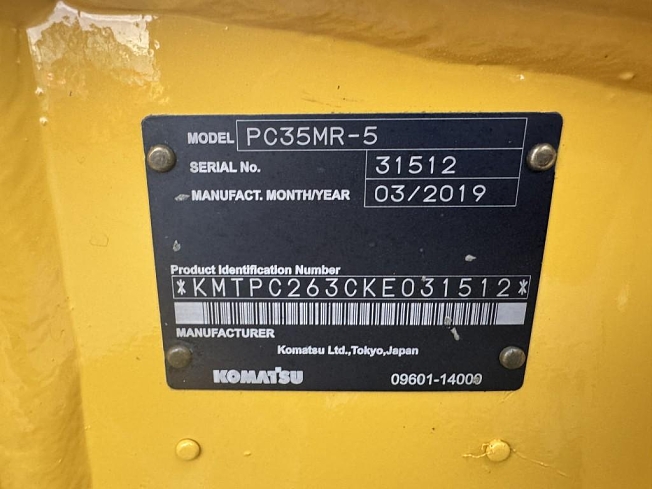 MODEL PC35MR-5
SERIAL No. 31512
MANUFACT. MONTH/YEAR 03/2019
Product Identification Number
*KMTPC263CKE031512*
MANUFACTURER
Komatsu Ltd.,Tokyo,Japan
KOMATSU 09601-14000